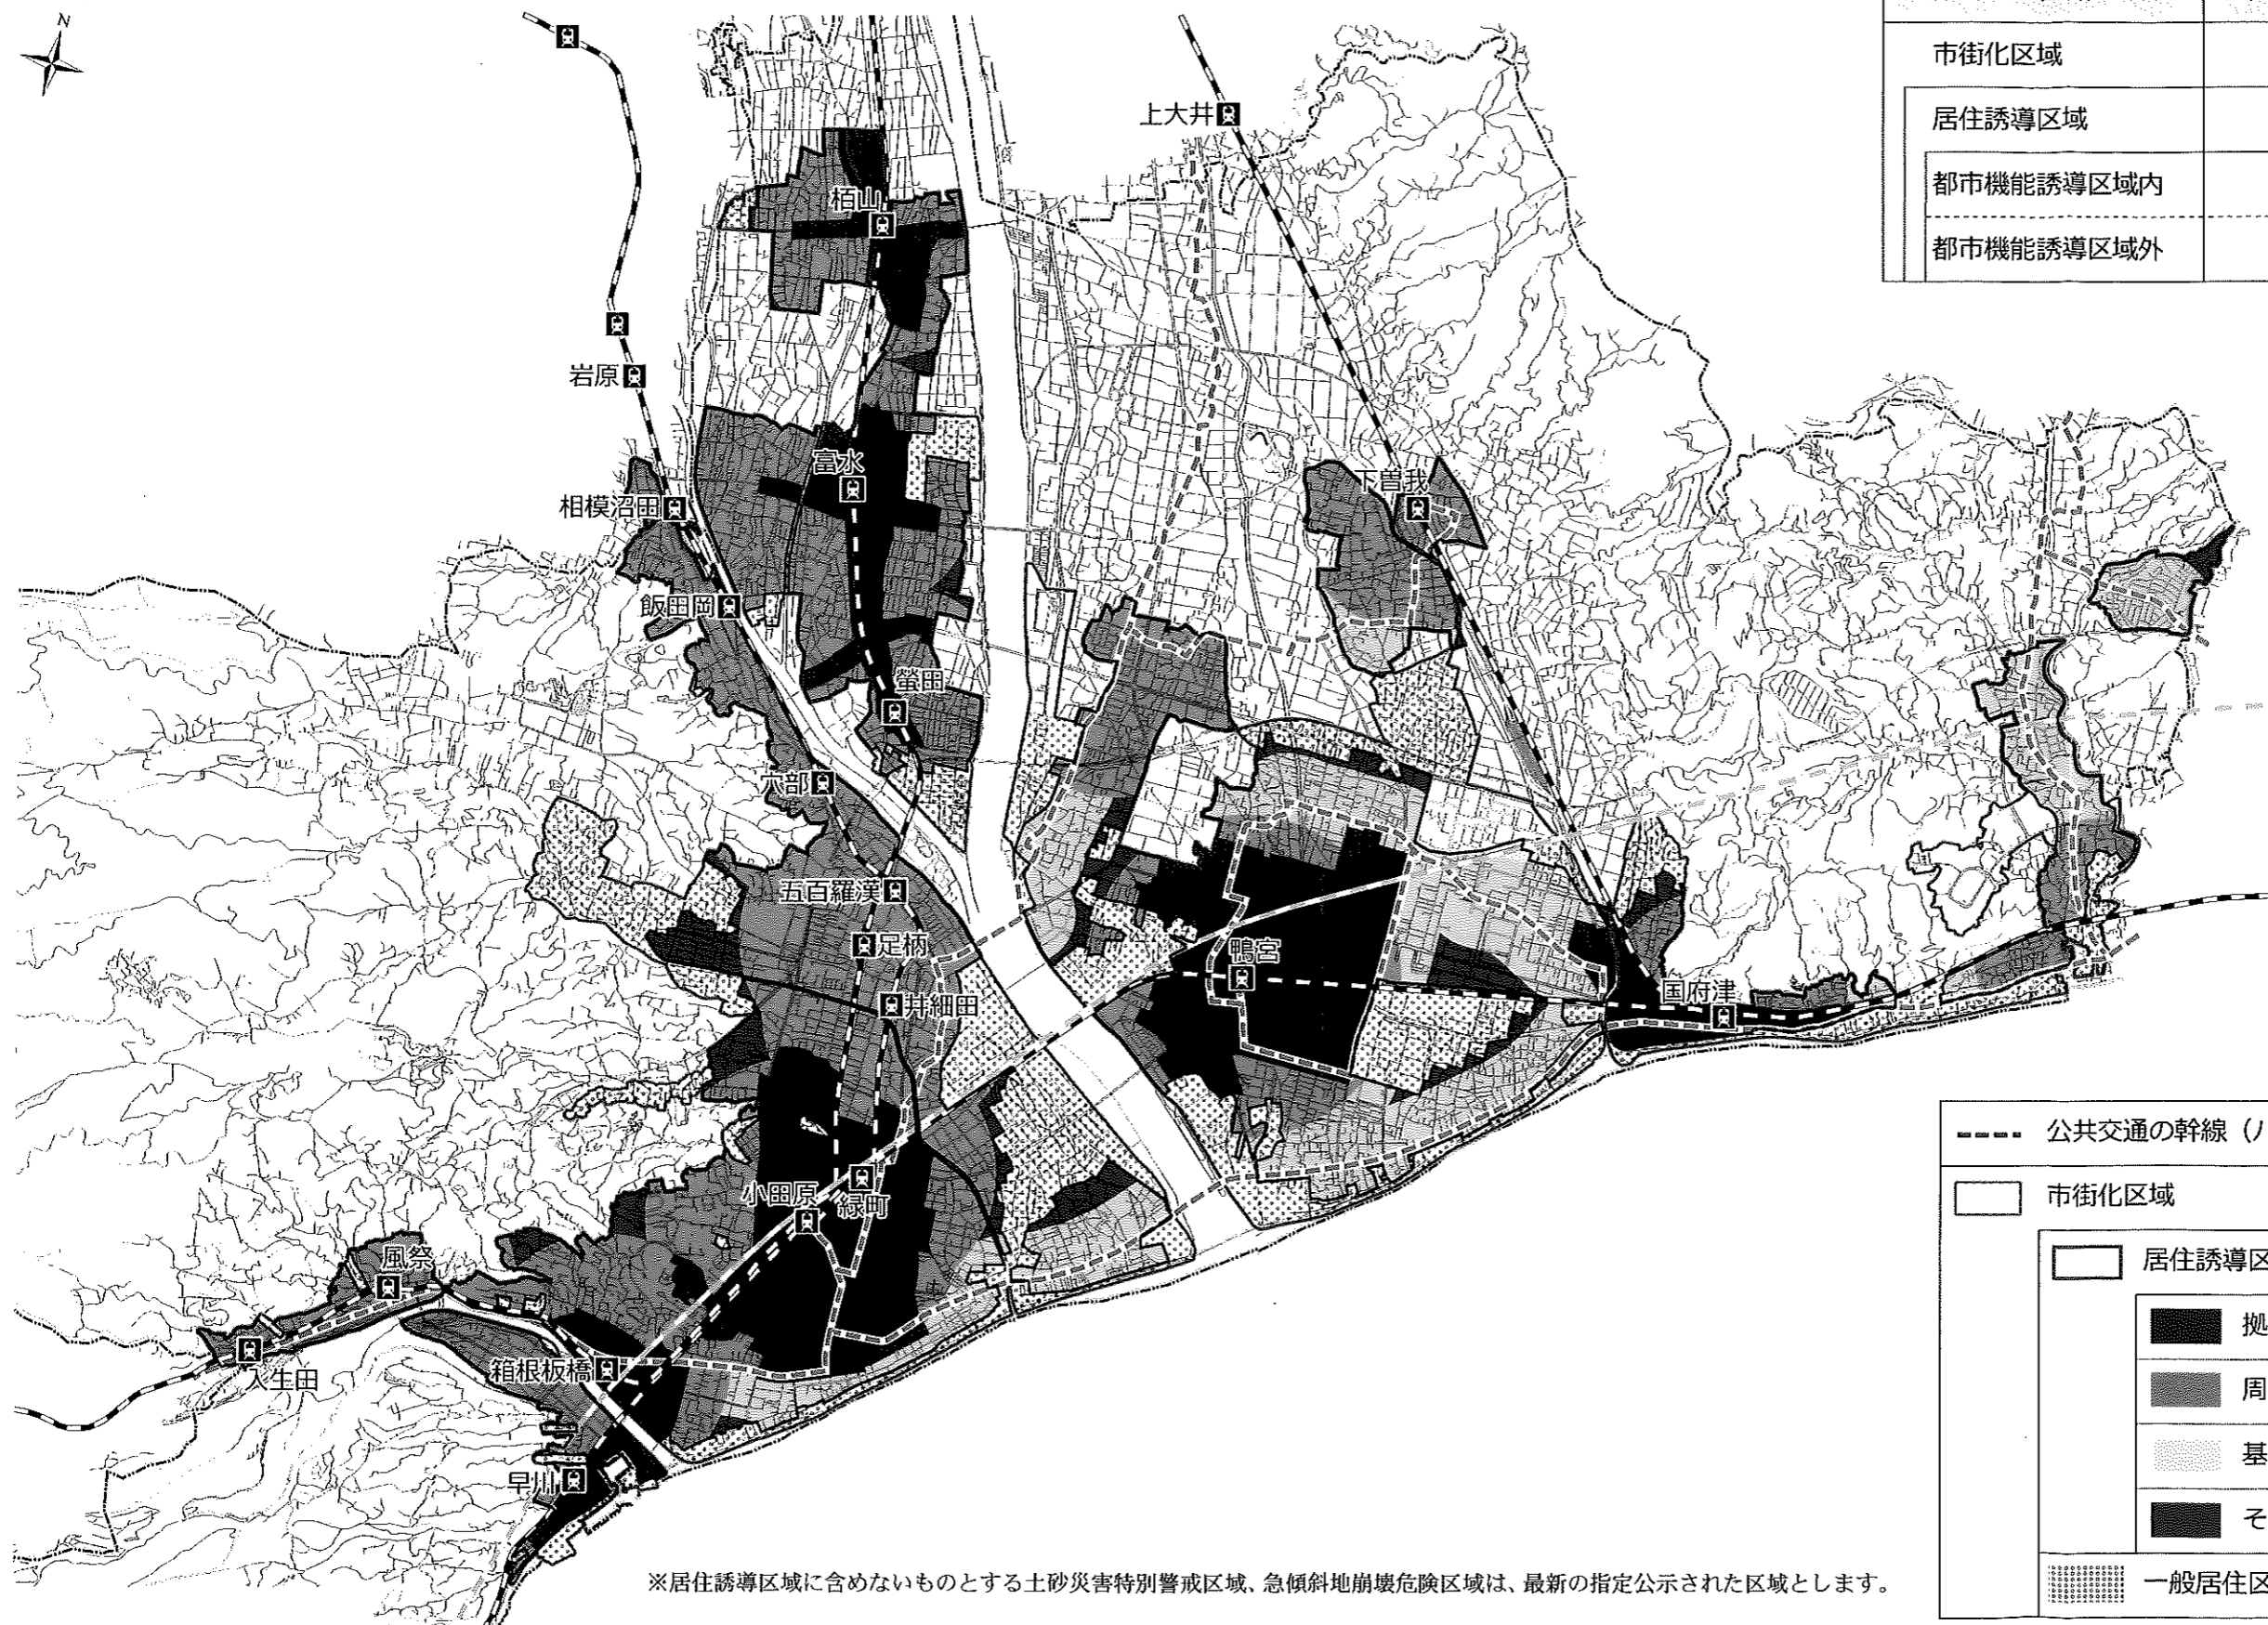 N
市街化区域
居住誘導区域
都市機能誘導区域内
都市機能誘導区域外
上大井
栢山
岩原
富水
相模沼田
下曽我
飯田岡
螢田
穴部
五百羅漢
足柄
鴨宮
井細田
国府津
小田原
緑町
風祭
入生田
箱根板橋
早川
公共交通の幹線（
市街化区域
居住誘導区
拠
周
基
そ
一般居住区
※居住誘導区域に含めないものとする土砂災害特別警戒区域、急傾斜地崩壊危険区域は、最新の指定公示された区域とします。